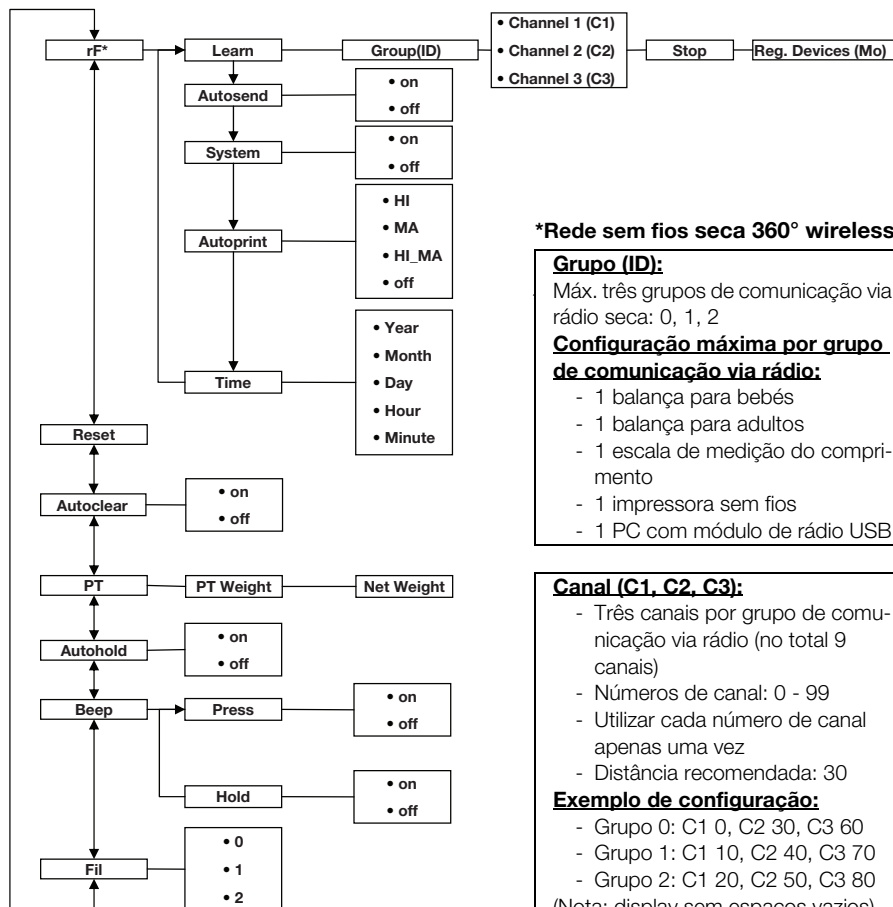 rF*
Learn
Group(ID)
• Channel 1 (C1)
• Channel 2 (C2)
• Channel 3 (C3)
Stop
Reg. Devices (Mo)
Autosend
• on
• off
System
• on
• off
Autoprint
• HI
• MA
• HI_MA
• off
Time
• Year
• Month
• Day
• Hour
• Minute
Reset
Autoclear
• on
• off
PT
PT Weight
Net Weight
Autohold
• on
• off
Beep
Press
• on
• off
Hold
• on
• off
Fil
• 0
• 1
• 2
*Rede sem fios seca 360° wireless
Grupo (ID):
Máx. três grupos de comunicação via
rádio seca: 0, 1, 2
Configuração máxima por grupo
de comunicação via rádio:
- 1 balança para bebés
- 1 balança para adultos
- 1 escala de medição do compri-
mento
- 1 impressora sem fios
- 1 PC com módulo de rádio USB
Canal (C1, C2, C3):
- Três canais por grupo de comu-
nicação via rádio (no total 9
canais)
- Números de canal: 0 - 99
- Utilizar cada número de canal
apenas uma vez
- Distância recomendada: 30
Exemplo de configuração:
- Grupo 0: C1 0, C2 30, C3 60
- Grupo 1: C1 10, C2 40, C3 70
- Grupo 2: C1 20, C2 50, C3 80
(Nota: display sem espaços vazios)